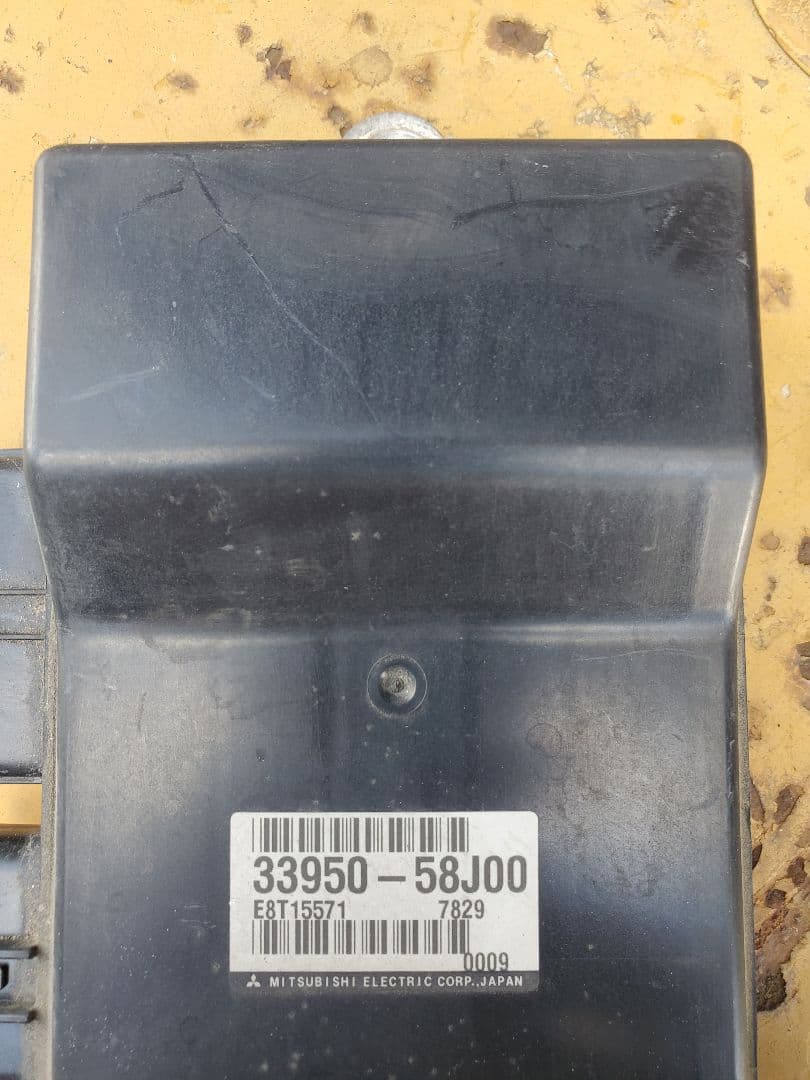 33950-58J00
E8T15571 7829
0009
MITSUBISHI ELECTRIC CORP.,JAPAN